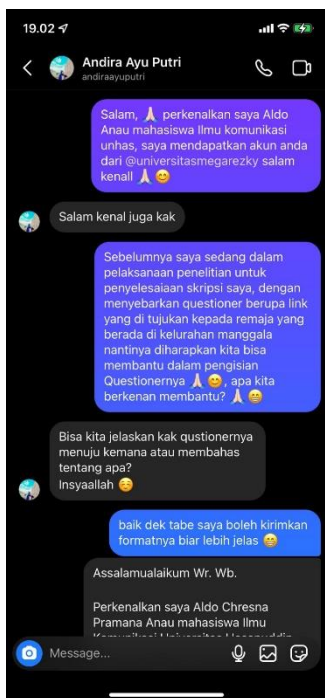 19.02
Andira Ayu Putri
andiraayuputri
Salam, 🙏 perkenalkan saya Aldo
Anau mahasiswa Ilmu komunikasi
unhas, saya mendapatkan akun anda
dari @universitasmegarezky salam
kenall 🙏😊
Salam kenal juga kak
Sebelumnya saya sedang dalam
pelaksanaan penelitian untuk
penyelesaiaan skripsi saya, dengan
menyebarkan questioner berupa link
yang di tujukan kepada remaja yang
berada di kelurahan manggala
nantinya diharapkan kita bisa
membantu dalam pengisian
Questionernya 🙏😊, apa kita
berkenan membantu? 🙏😁
Bisa kita jelaskan kak qustionernya
menuju kemana atau membahas
tentang apa?
Insyaallah ☺️
baik dek tabe saya boleh kirimkan
formatnya biar lebih jelas 😁
Assalamualaikum Wr. Wb.
Perkenalkan saya Aldo Chresna
Pramana Anau mahasiswa Ilmu
Komunikasi Universitas Hasanuddin
Message...